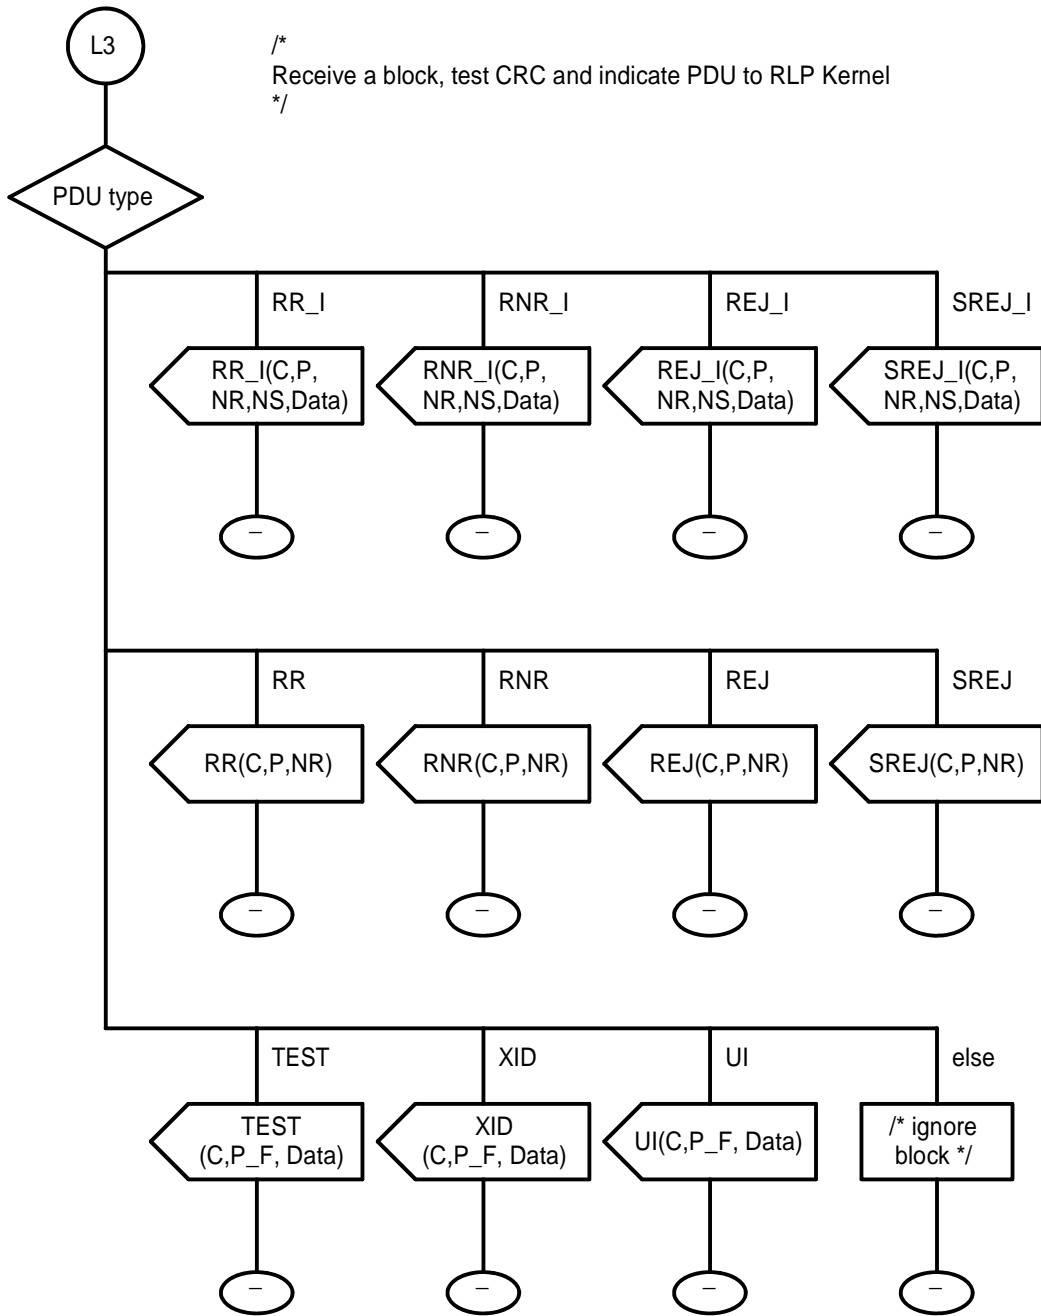 L3
/*
Receive a block, test CRC and indicate PDU to RLP Kernel
*/
PDU type
RR_I
RNR_I
REJ_I
SREJ_I
RR_I(C,P,
NR,NS,Data)
RNR_I(C,P,
NR,NS,Data)
REJ_I(C,P,
NR,NS,Data)
SREJ_I(C,P,
NR,NS,Data)
–
–
–
–
RR
RNR
REJ
SREJ
RR(C,P,NR)
RNR(C,P,NR)
REJ(C,P,NR)
SREJ(C,P,NR)
–
–
–
–
TEST
XID
UI
else
TEST
(C,P_F, Data)
XID
(C,P_F, Data)
UI(C,P_F, Data)
/* ignore
block */
–
–
–
–